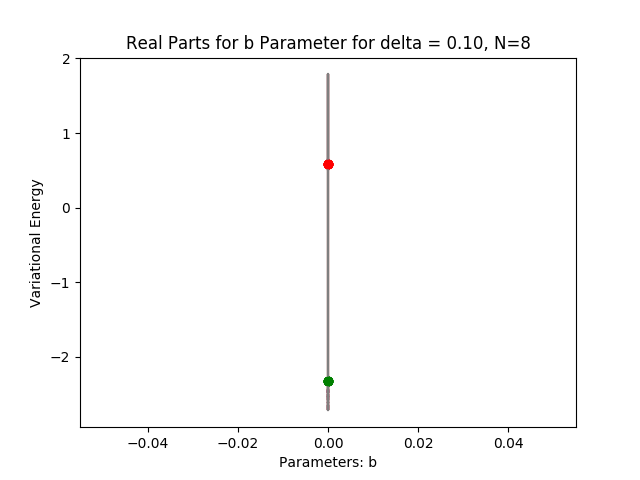 Real Parts for b Parameter for delta = 0.10, N=8
2
1
0
−1
−2
Variational Energy
−0.04 −0.02 0.00 0.02 0.04
Parameters: b